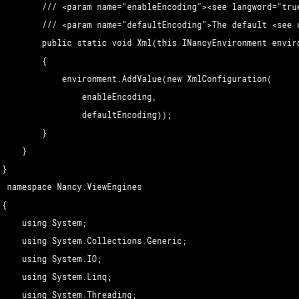 /// <param name="enableEncoding"><see langword="true
/// <param name="defaultEncoding">The default <see c
public static void Xml(this INancyEnvironment enviro
{
environment.AddValue(new XmlConfiguration(
enableEncoding,
defaultEncoding));
}
}
}
namespace Nancy.ViewEngines
{
using System;
using System.Collections.Generic;
using System.IO;
using System.Linq;
using System.Threading;